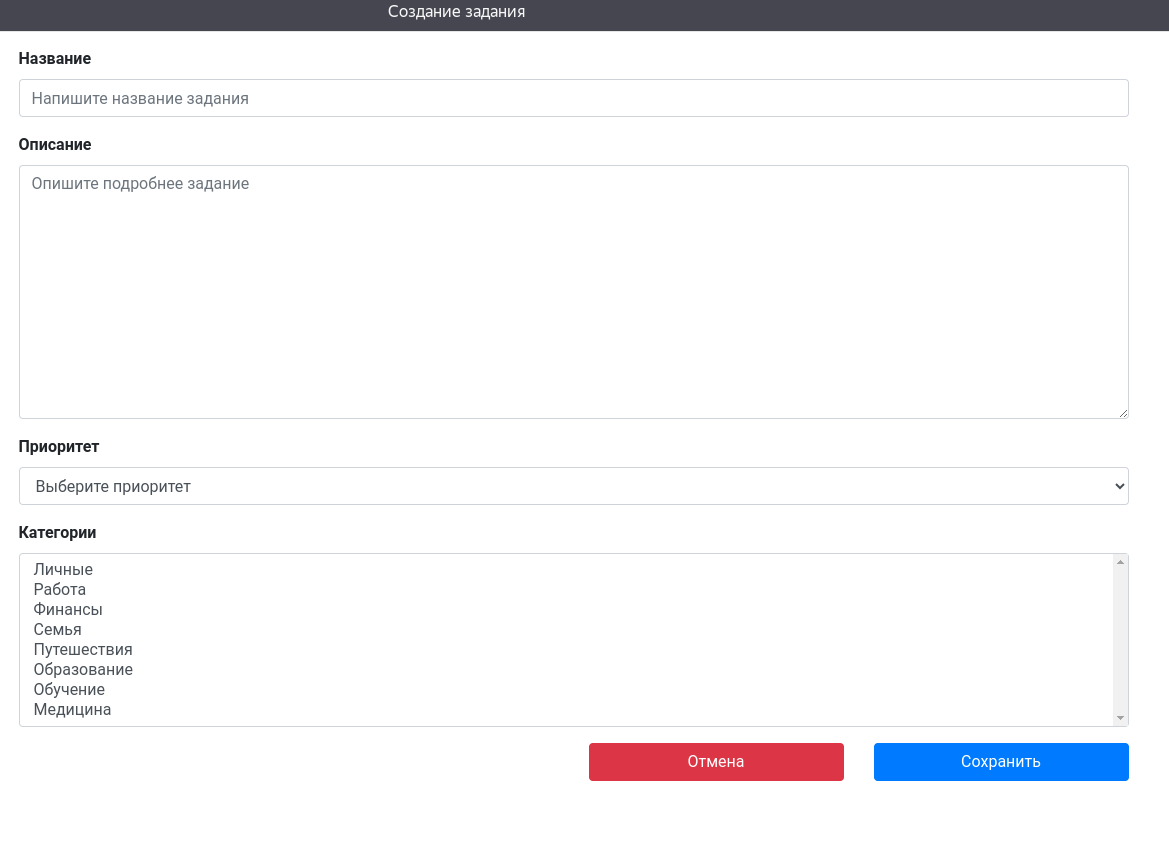 Создание задания
Название
Напишите название задания
Описание
Опишите подробнее задание
Приоритет
Выберите приоритет
Категории
Личные
Работа
Финансы
Семья
Путешествия
Образование
Обучение
Медицина
Отмена
Сохранить